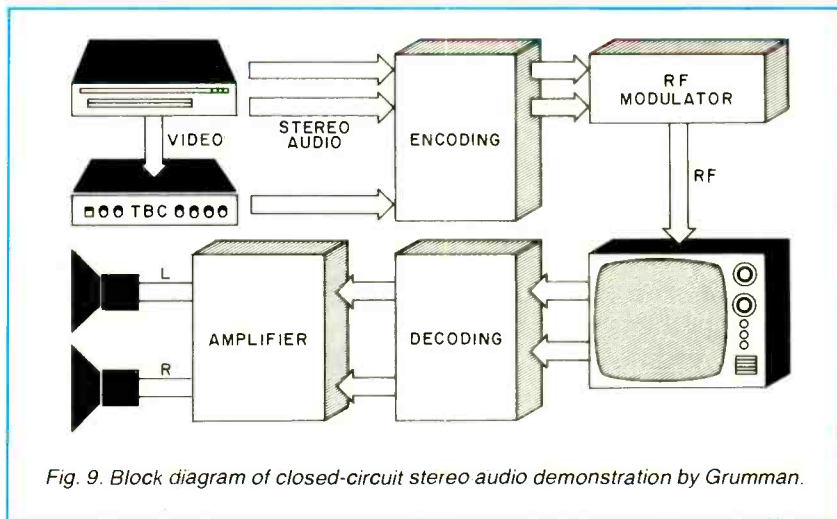 VIDEO
STEREO
AUDIO
ENCODING
RF
MODULATOR
RF
TBC
L
R
AMPLIFIER
DECODING
Fig. 9. Block diagram of closed-circuit stereo audio demonstration by Grumman.